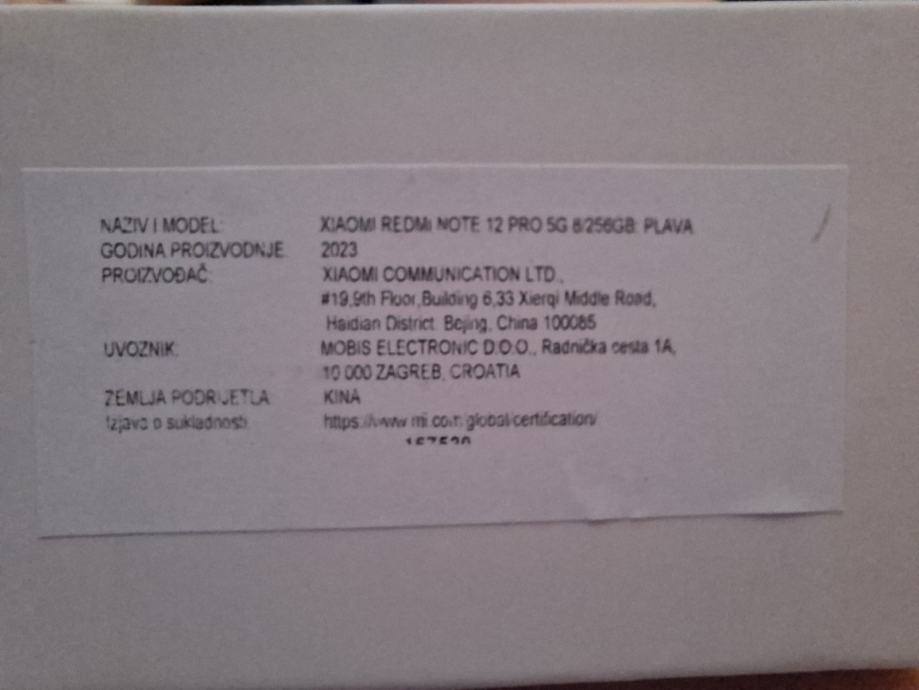 NAZIV I MODEL: XIAOMI REDMI NOTE 12 PRO 5G 8/256GB: PLAVA
GODINA PROIZVODNJE: 2023
PROIZVOĐAČ: XIAOMI COMMUNICATION LTD.,
#19,9th Floor,Building 6,33 Xierqi Middle Road,
Haidian District, Bejing, China 100085
UVOZNIK: MOBIS ELECTRONIC D.O.O., Radnička cesta 1A,
10 000 ZAGREB, CROATIA
ZEMLJA PODRIJETLA: KINA
Izjava o sukladnosti: https://www.mi.com/global/certification/